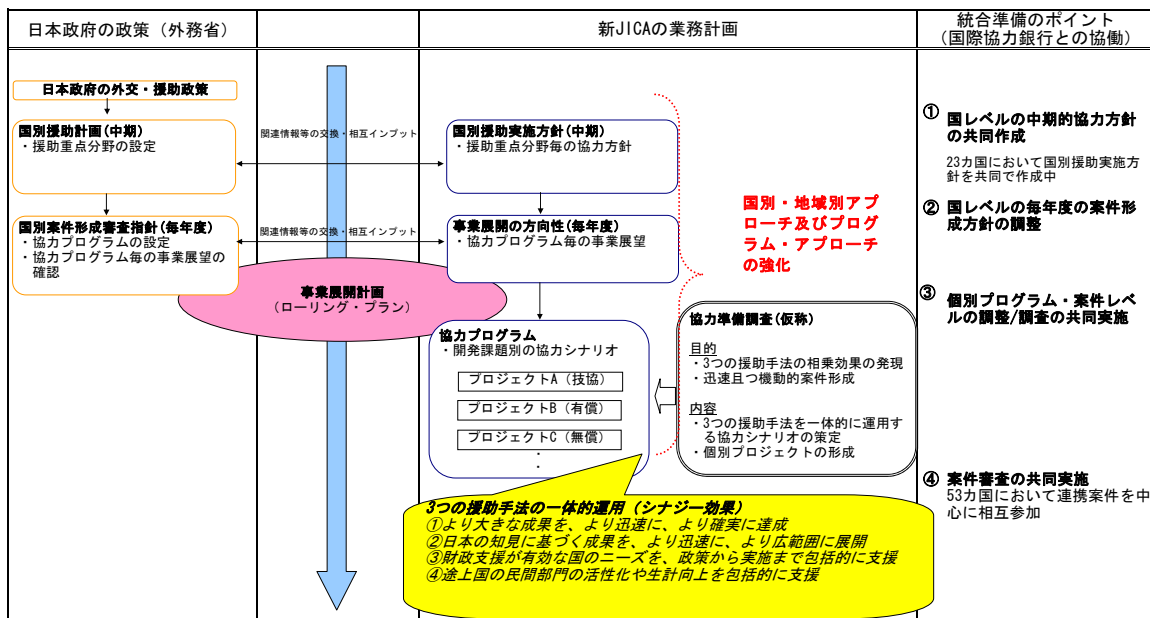 日本政府の政策（外務省）
新JICAの業務計画
統合準備のポイント
（国際協力銀行との協働）
日本政府の外交・援助政策
国別援助計画(中期)
・援助重点分野の設定
関連情報等の交換・相互インプット
国別援助実施方針(中期)
・援助重点分野毎の協力方針
国別案件形成審査指針(毎年度)
・協力プログラムの設定
・協力プログラム毎の事業展望の
確認
関連情報等の交換・相互インプット
事業展開の方向性(毎年度)
・協力プログラム毎の事業展望
事業展開計画
(ローリング・プラン)
国別・地域別アプ
ローチ及びプログ
ラム・アプローチ
の強化
協力プログラム
・開発課題別の協力シナリオ
プロジェクトA（技協）
プロジェクトB（有償）
プロジェクトC（無償）
・
・
協力準備調査(仮称)
目的
・3つの援助手法の相乗効果の発現
・迅速且つ機動的案件形成
内容
・3つの援助手法を一体的に運用す
る協力シナリオの策定
・個別プロジェクトの形成
3つの援助手法の一体的運用（シナジー効果）
①より大きな成果を、より迅速に、より確実に達成
②日本の知見に基づく成果を、より迅速に、より広範囲に展開
③財政支援が有効な国のニーズを、政策から実施まで包括的に支援
④途上国の民間部門の活性化や生計向上を包括的に支援
① 国レベルの中期的協力方針
の共同作成
23カ国において国別援助実施方
針を共同で作成中
② 国レベルの毎年度の案件形
成方針の調整
③ 個別プログラム・案件レベ
ルの調整/調査の共同実施
④ 案件審査の共同実施
53カ国において連携案件を中
心に相互参加